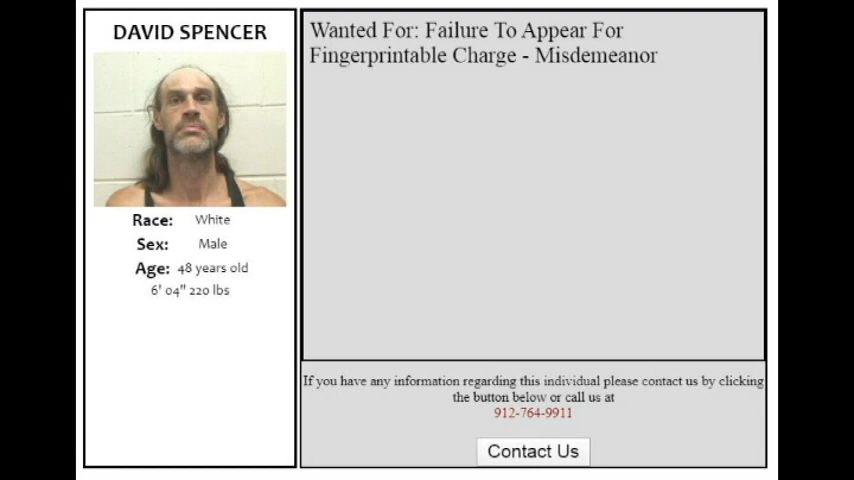 DAVID SPENCER
Race: White
Sex: Male
Age: 48 years old
6' 04" 220 lbs
Wanted For: Failure To Appear For
Fingerprintable Charge - Misdemeanor
If you have any information regarding this individual please contact us by clicking
the button below or call us at
912-764-9911
Contact Us